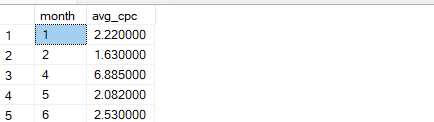 month avg_cpc
1 1 2.220000
2 2 1.630000
3 4 6.885000
4 5 2.082000
5 6 2.530000